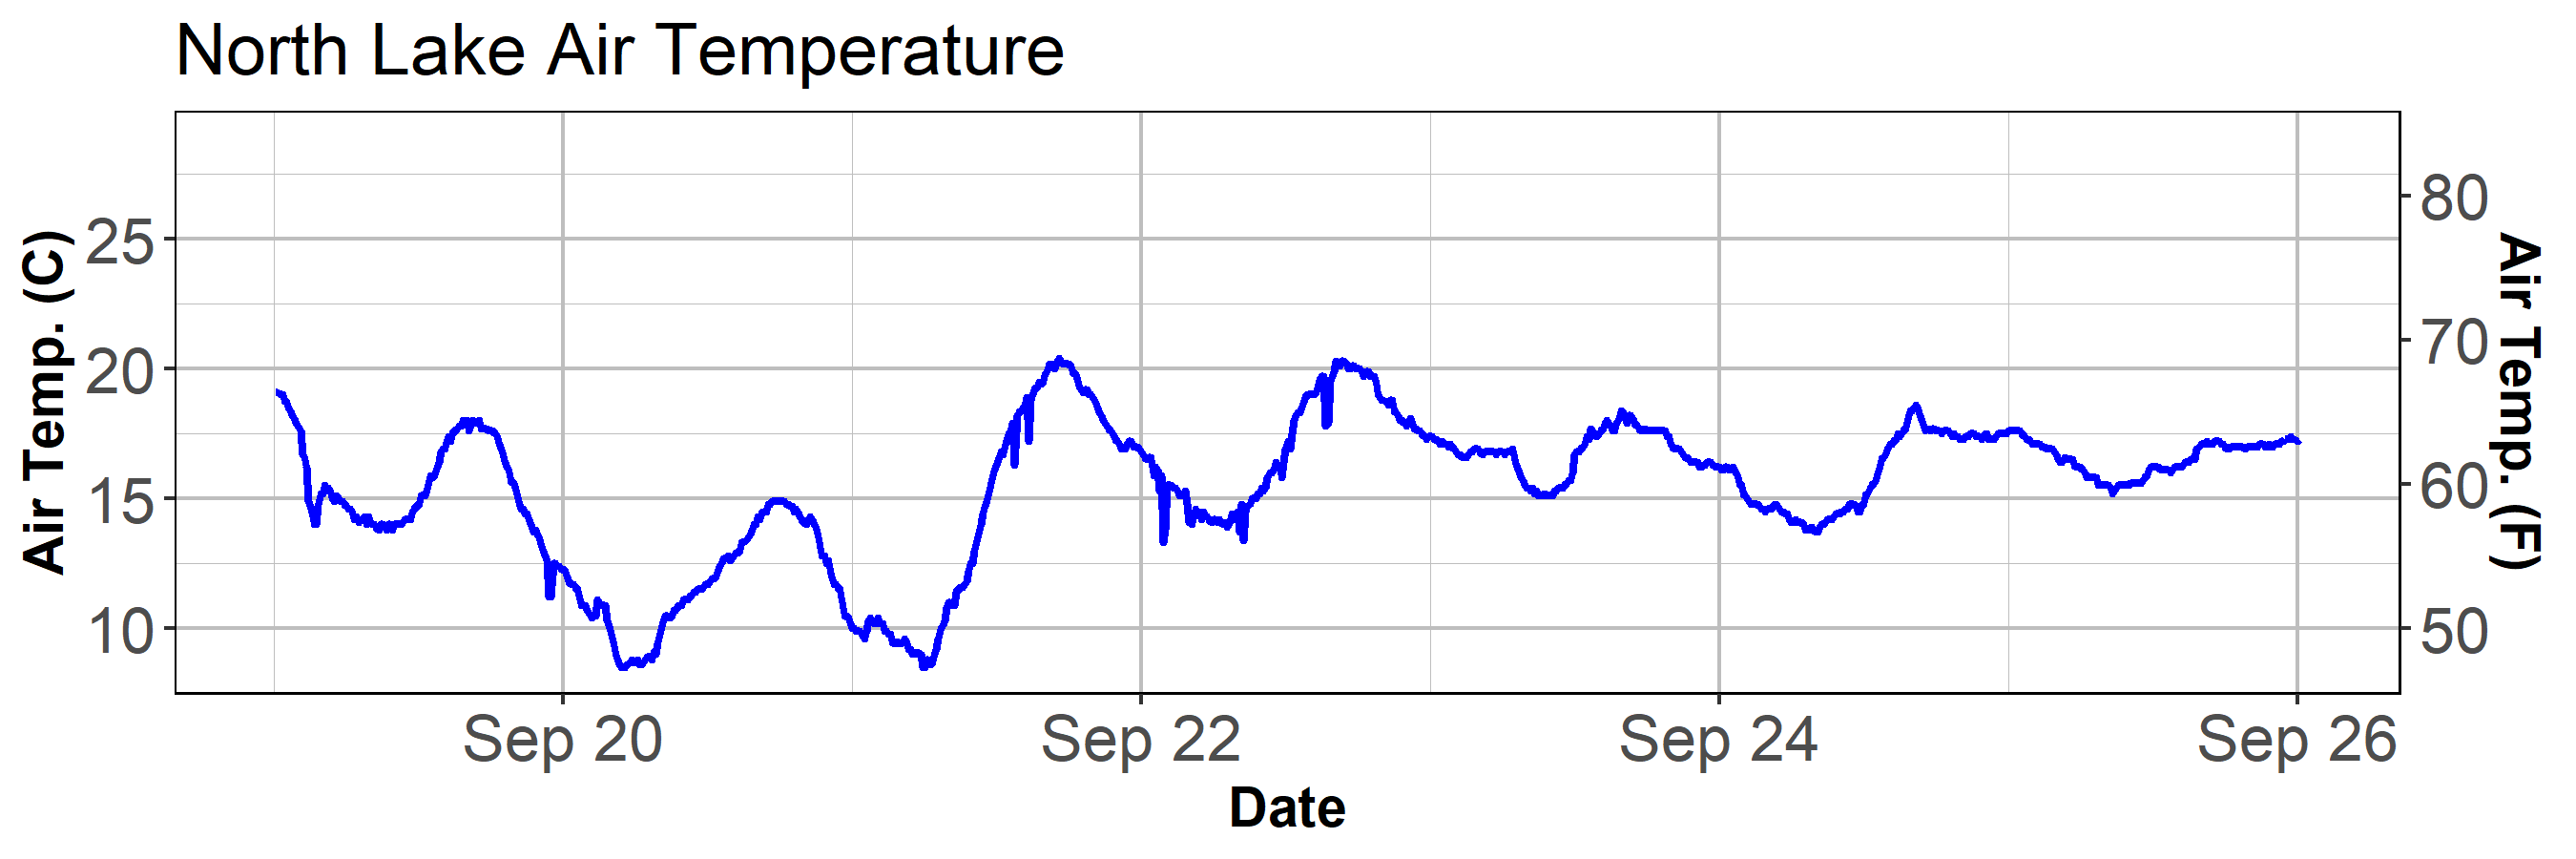 North Lake Air Temperature
Air Temp. (C)
25
20
15
10
80
70
60
50
Air Temp. (F)
Sep 20
Sep 22
Sep 24
Sep 26
Date